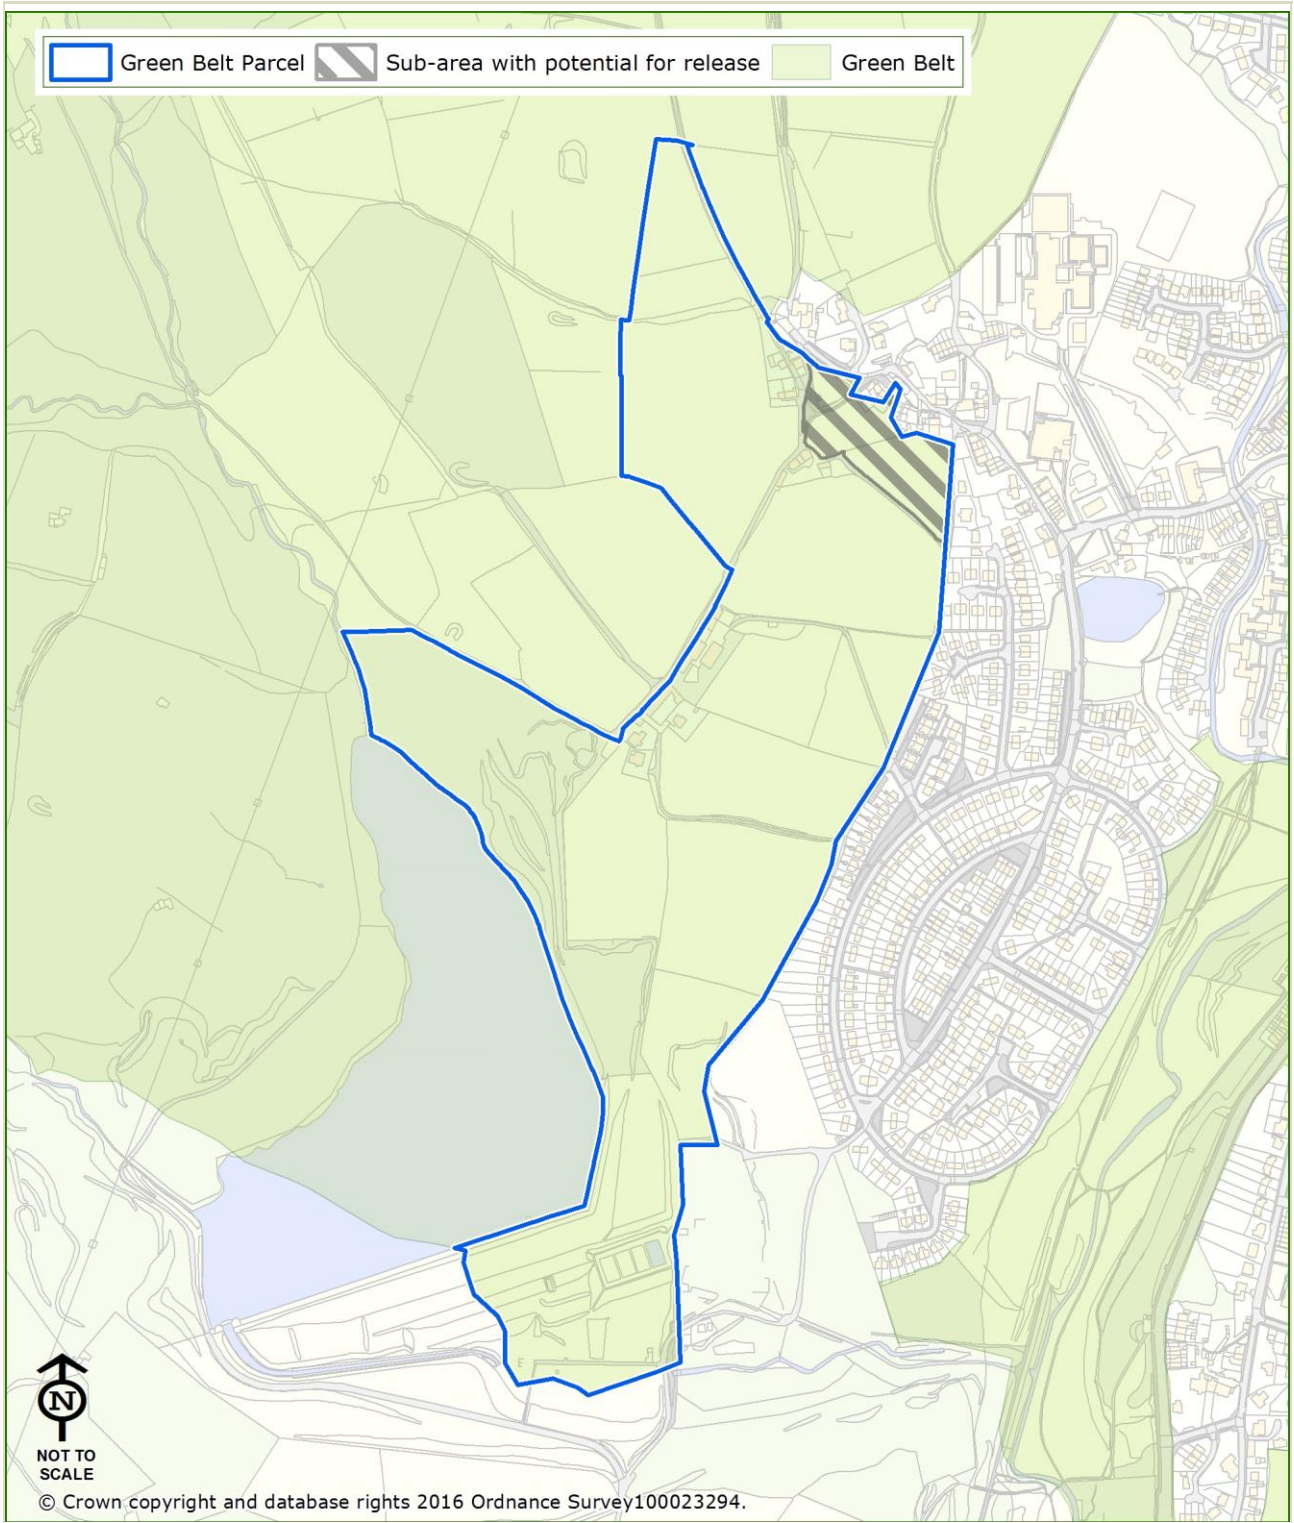 Green Belt Parcel Sub-area with potential for release Green Belt
N
NOT TO
SCALE
© Crown copyright and database rights 2016 Ordnance Survey100023294.